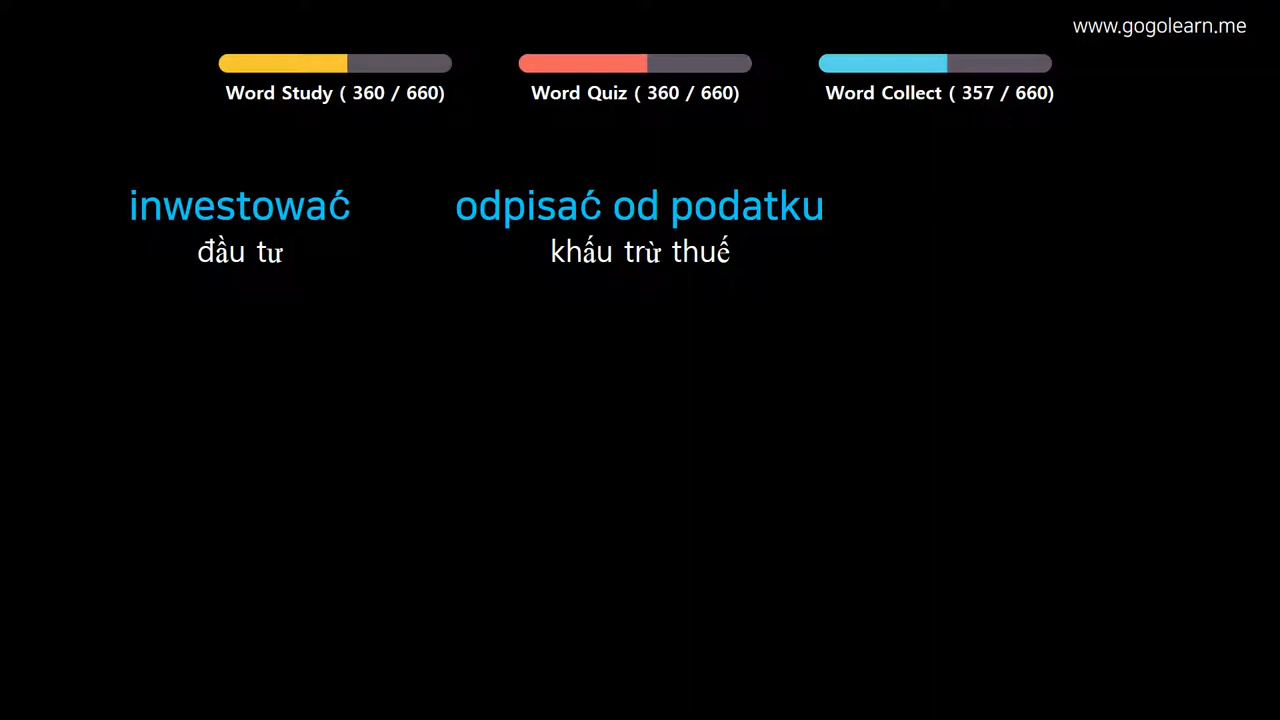 www.gogolearn.me
Word Study ( 360 / 660) Word Quiz ( 360 / 660) Word Collect ( 357 / 660)
inwestować odpisać od podatku
đầu tư khấu trừ thuế